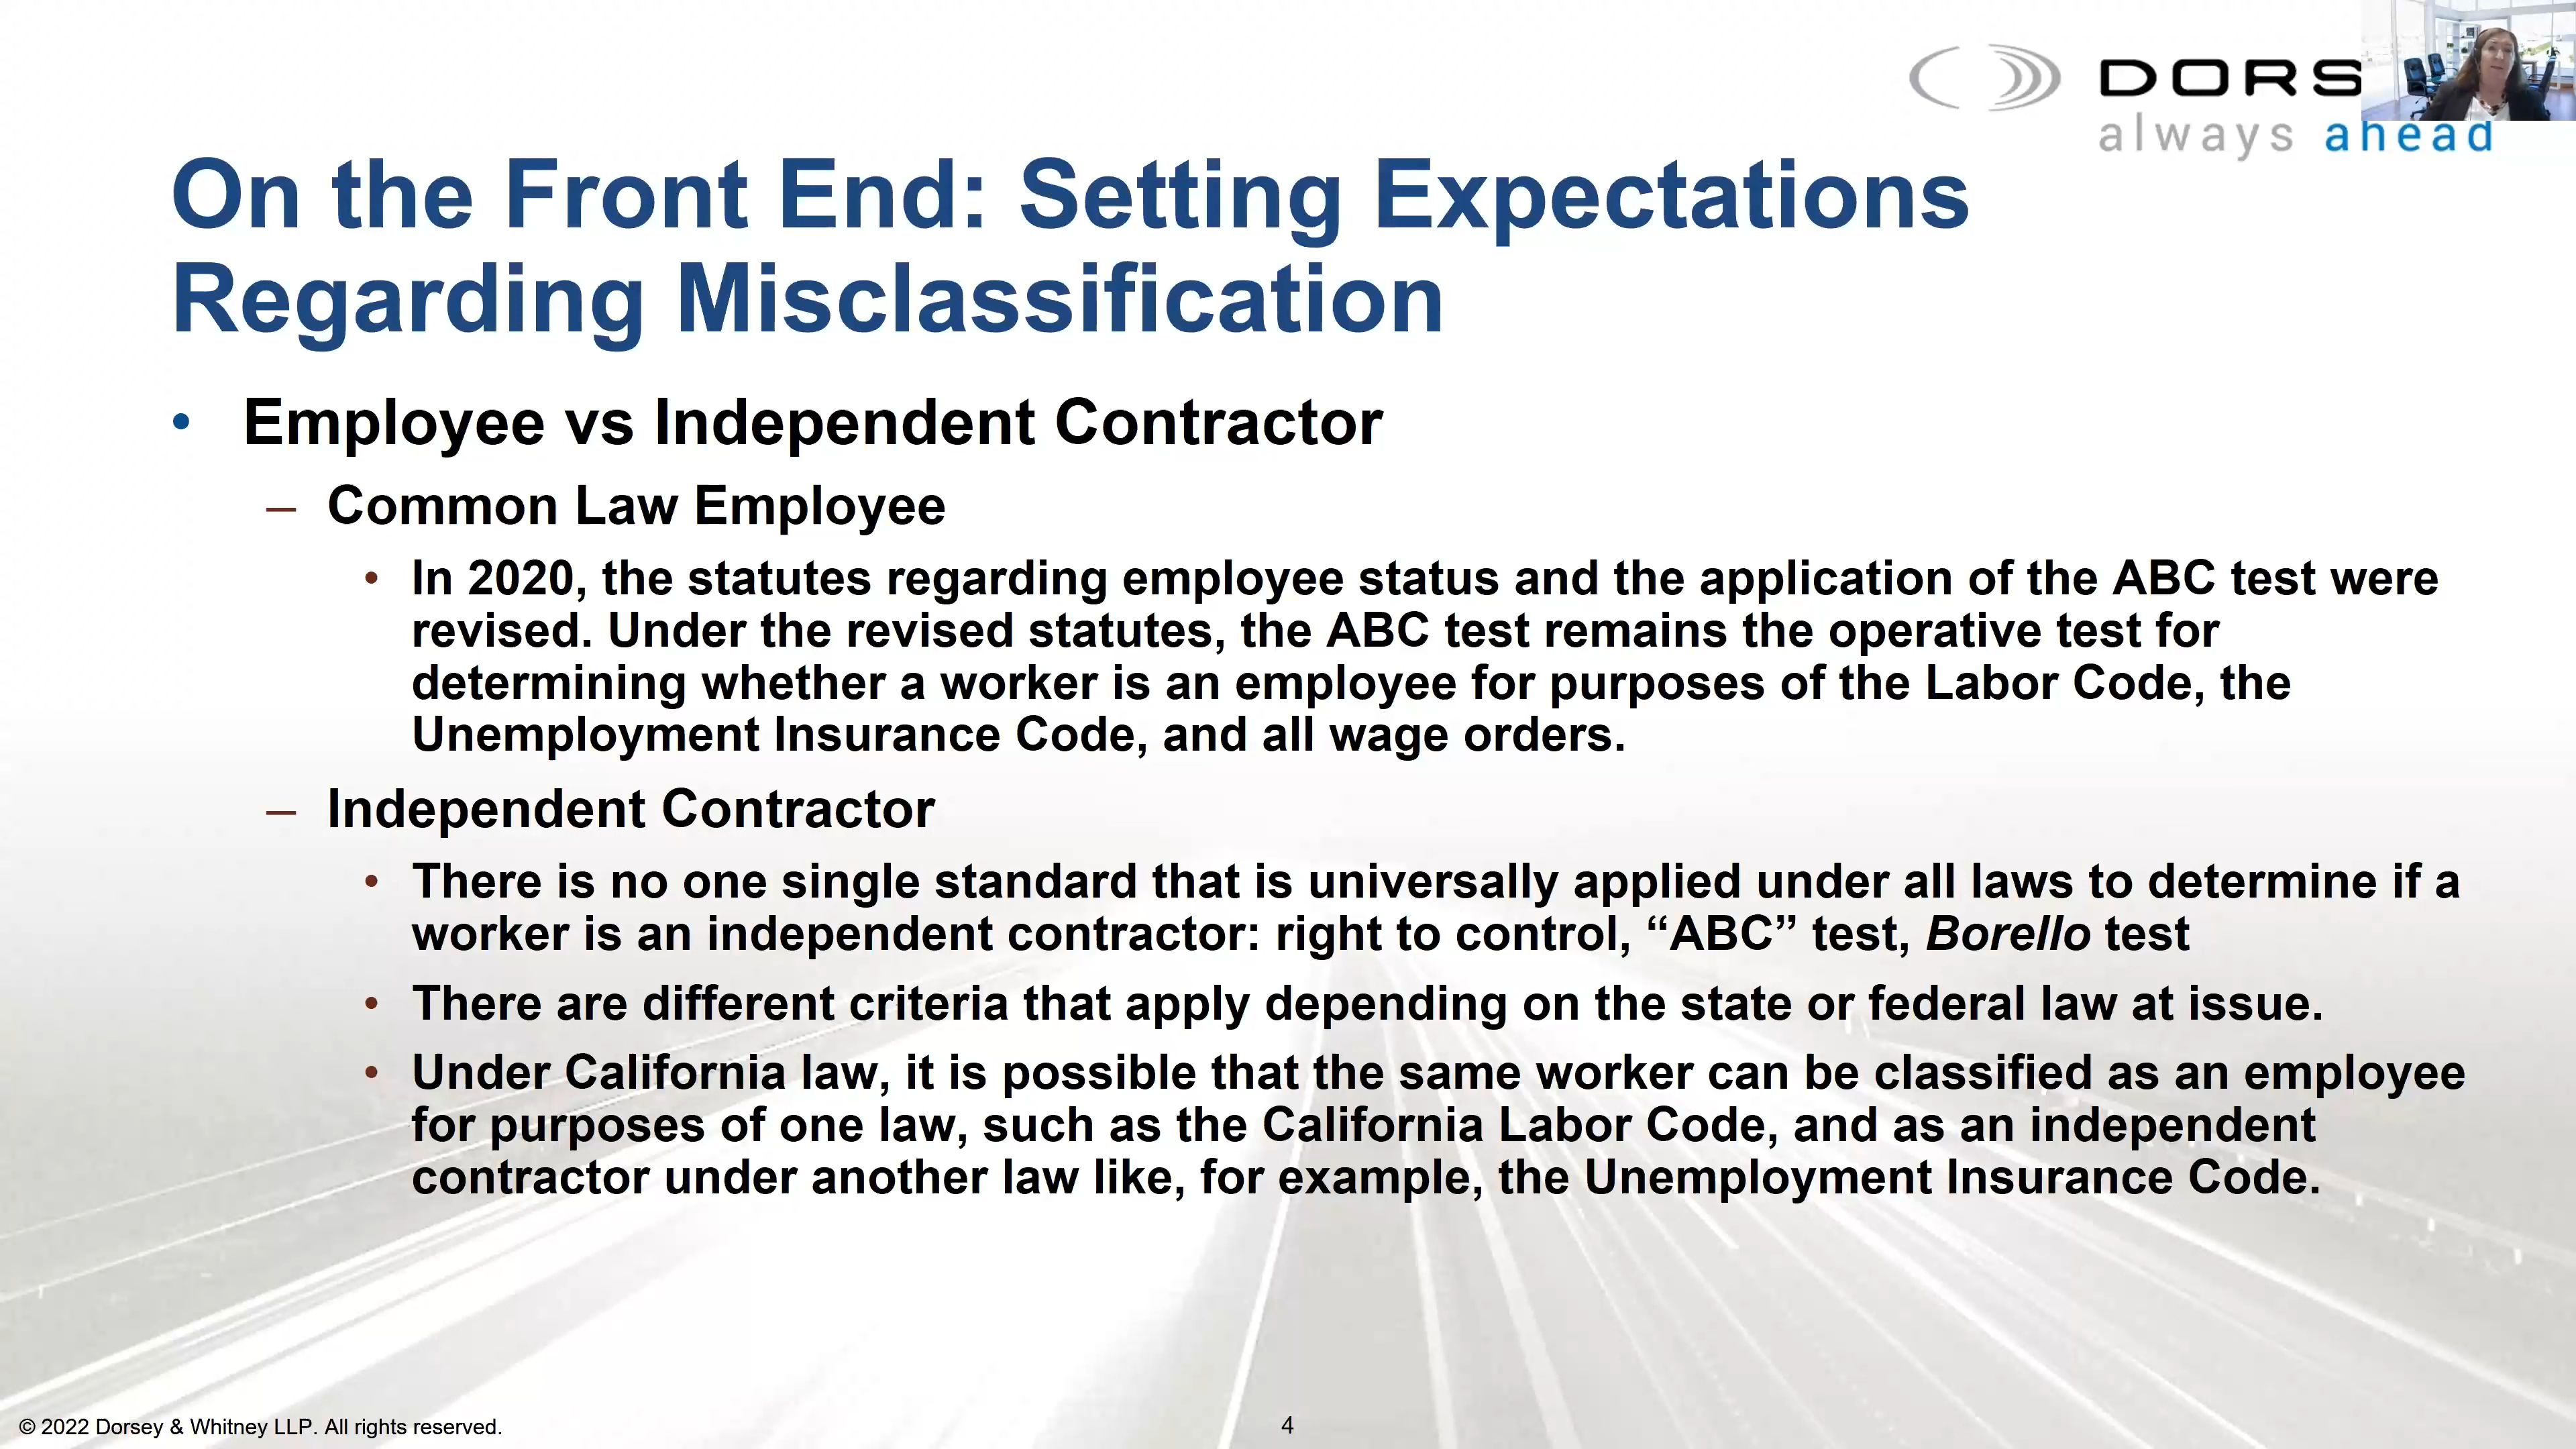 DORS
always ahead
On the Front End: Setting Expectations
Regarding Misclassification
• Employee vs Independent Contractor
– Common Law Employee
• In 2020, the statutes regarding employee status and the application of the ABC test were
revised. Under the revised statutes, the ABC test remains the operative test for
determining whether a worker is an employee for purposes of the Labor Code, the
Unemployment Insurance Code, and all wage orders.
– Independent Contractor
• There is no one single standard that is universally applied under all laws to determine if a
worker is an independent contractor: right to control, “ABC” test, Borello test
• There are different criteria that apply depending on the state or federal law at issue.
• Under California law, it is possible that the same worker can be classified as an employee
for purposes of one law, such as the California Labor Code, and as an independent
contractor under another law like, for example, the Unemployment Insurance Code.
© 2022 Dorsey & Whitney LLP. All rights reserved.
4